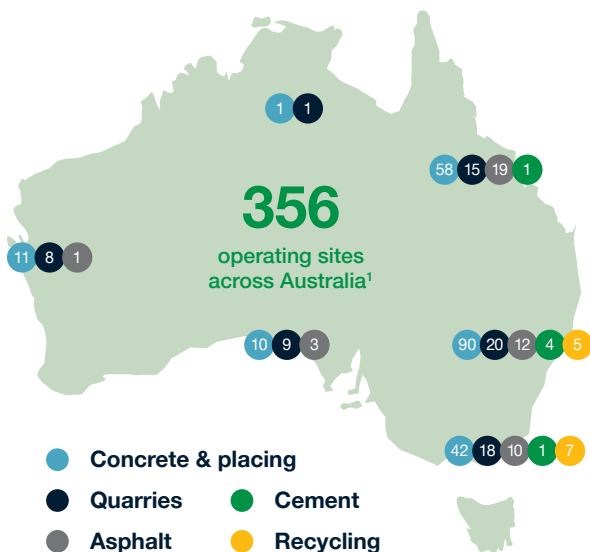 1 1
58 15 19 1
356
operating sites
across Australia¹
11 8 1
10 9 3
90 20 12 4 5
42 18 10 1 7
Concrete & placing
Quarries Cement
Asphalt Recycling